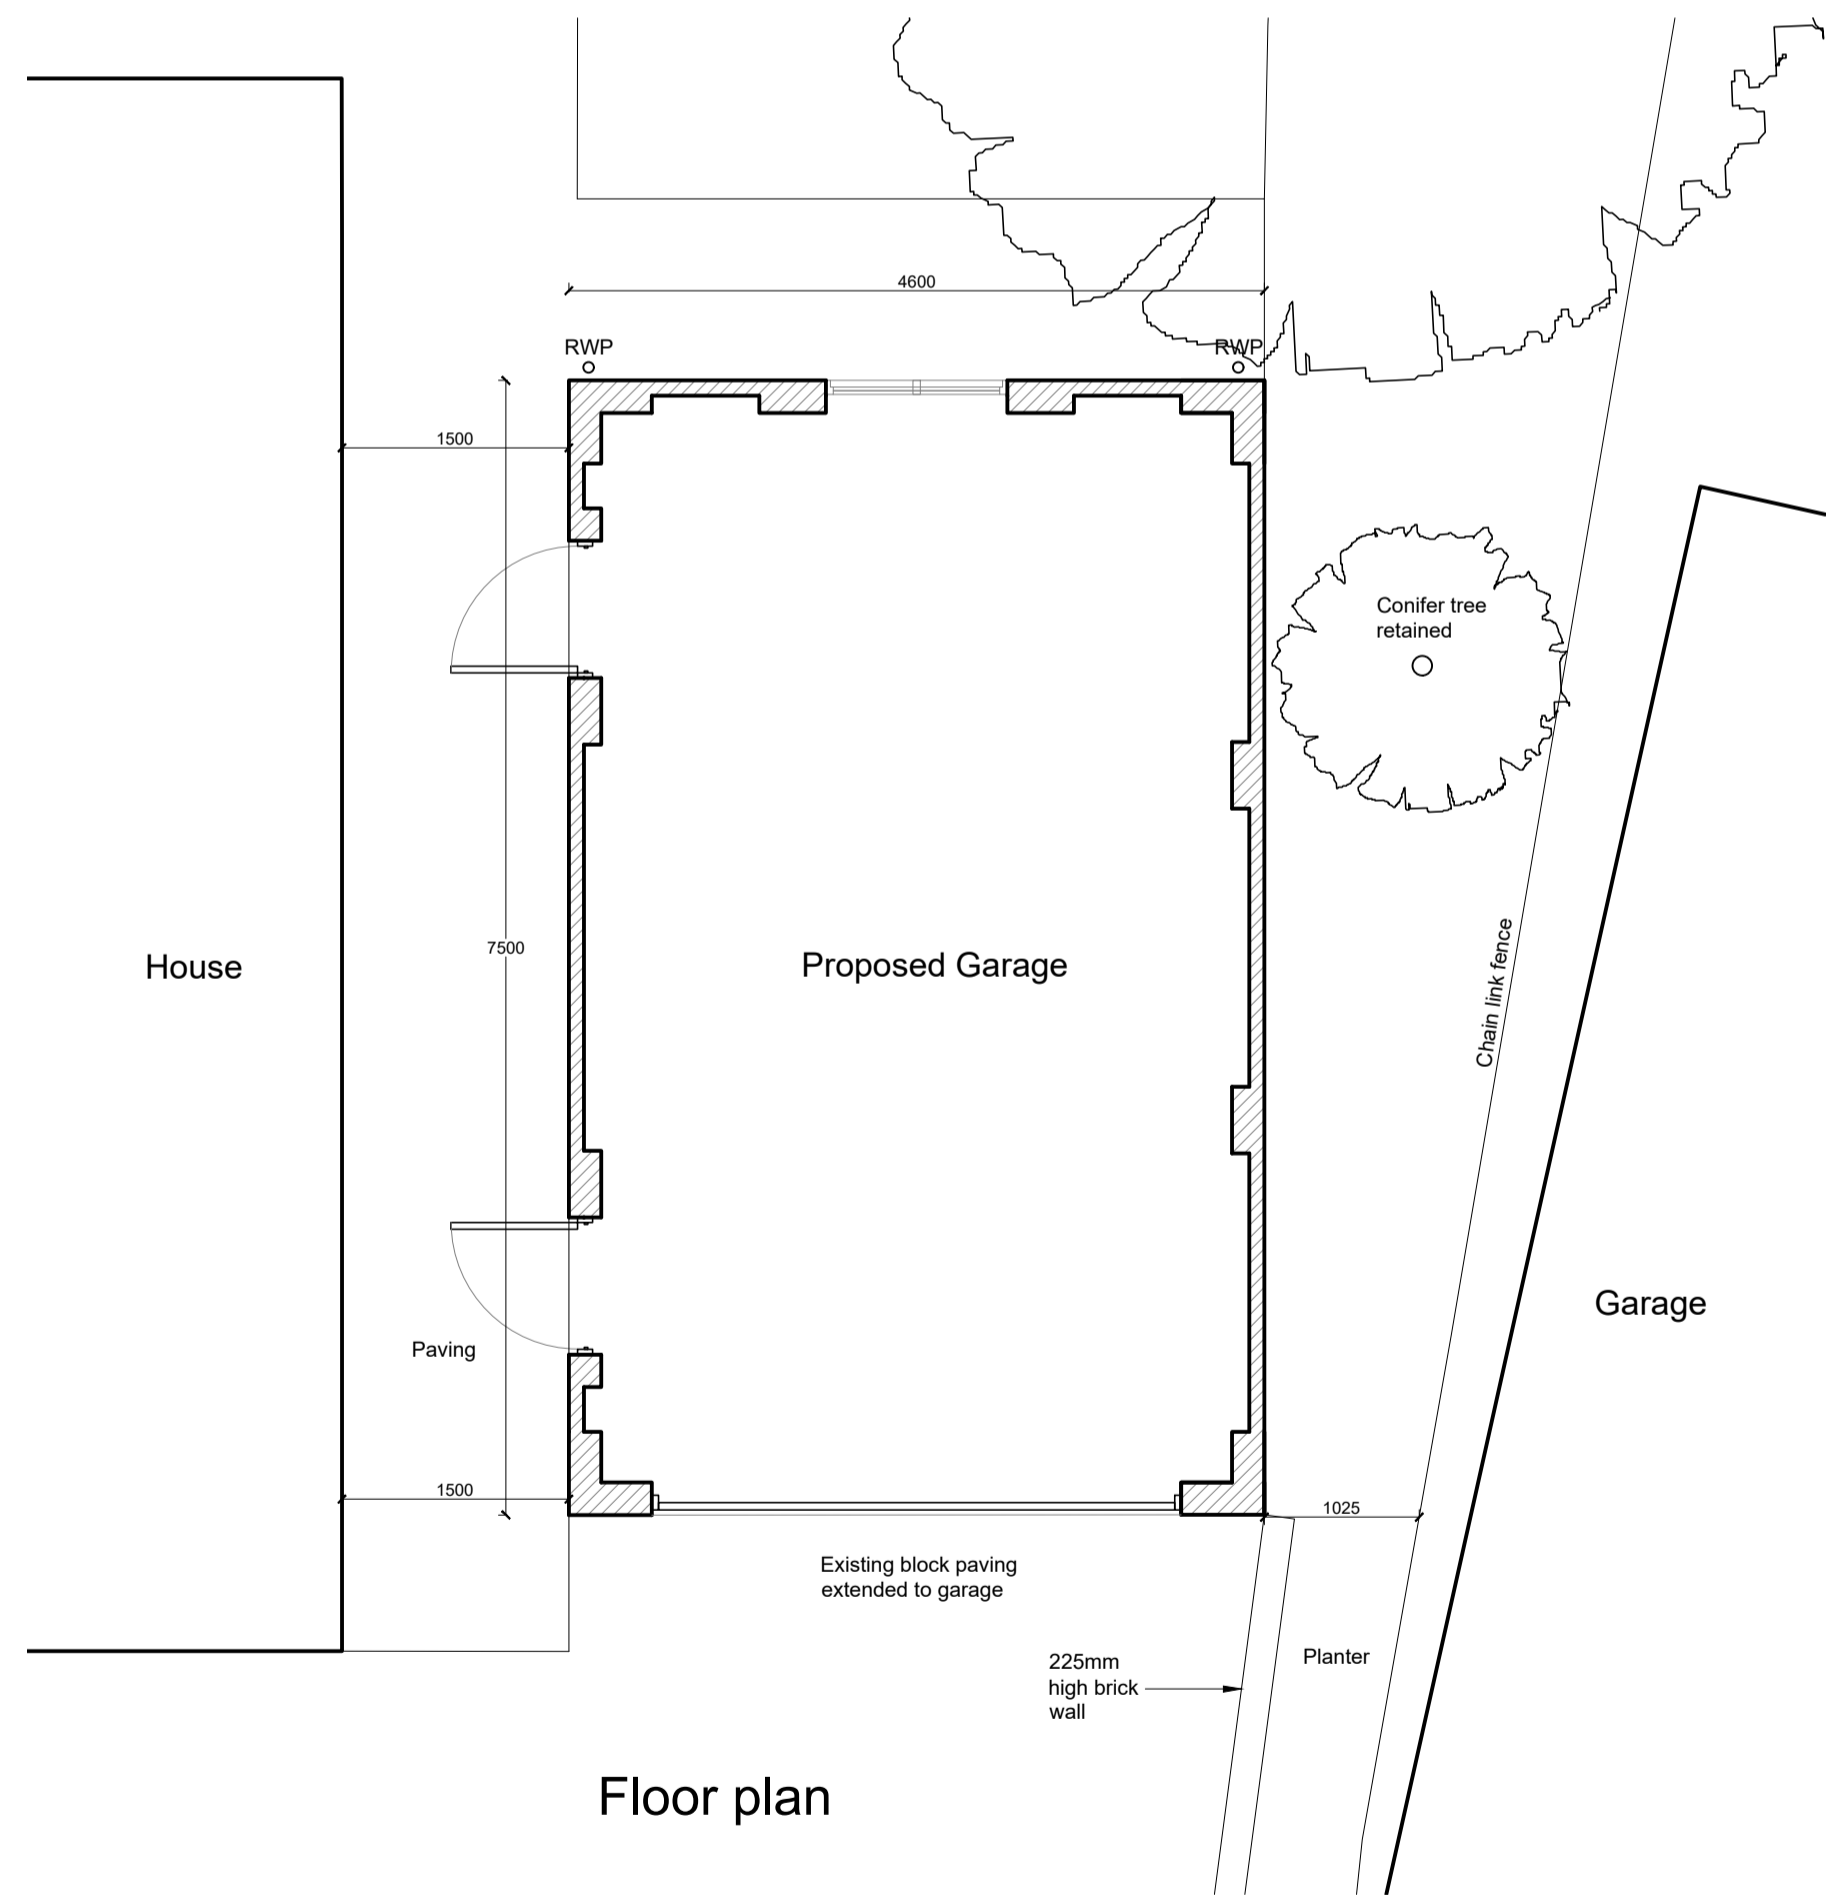 4600
RWP
RWP
1500
Conifer tree
retained
7500
House
Proposed Garage
Chain link fence
Garage
Paving
1500
1025
Existing block paving
extended to garage
225mm
high brick
wall
Planter
Floor plan